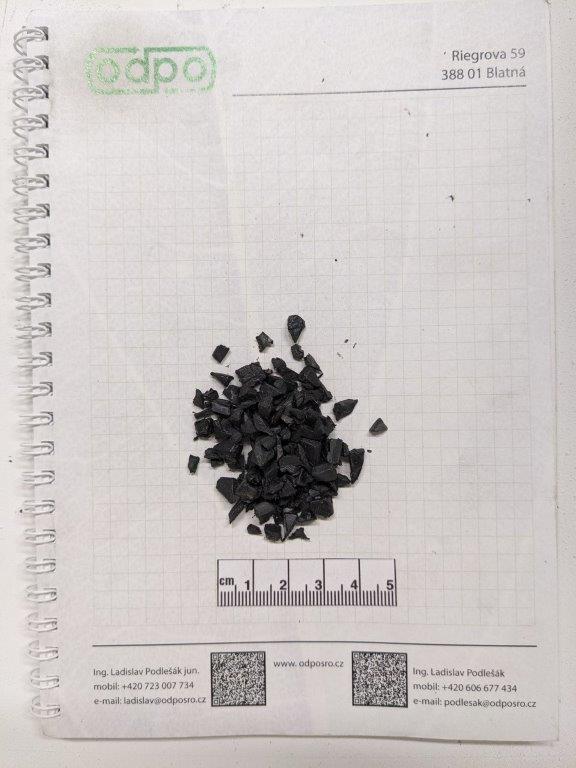 odpo
Riegrova 59
388 01 Blatná
cm 1 2 3 4 5
www. odposro.cz
Ing. Ladislav Podlešák jun.
mobil: +420 723 007 734
e-mail: ladislav@odposro.cz
Ing. Ladislav Podlešák
mobil: +420 606 677 434
e-mail: podlesak@odposro.cz